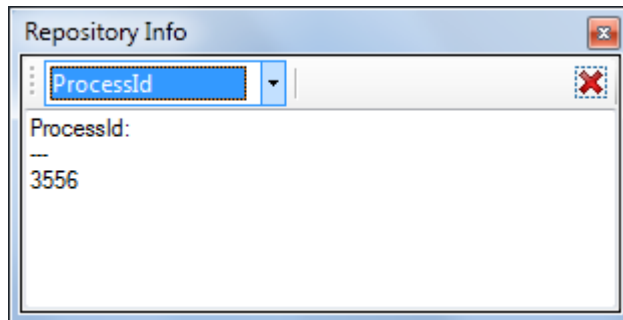 Repository Info
ProcessId
ProcessId:
---
3556